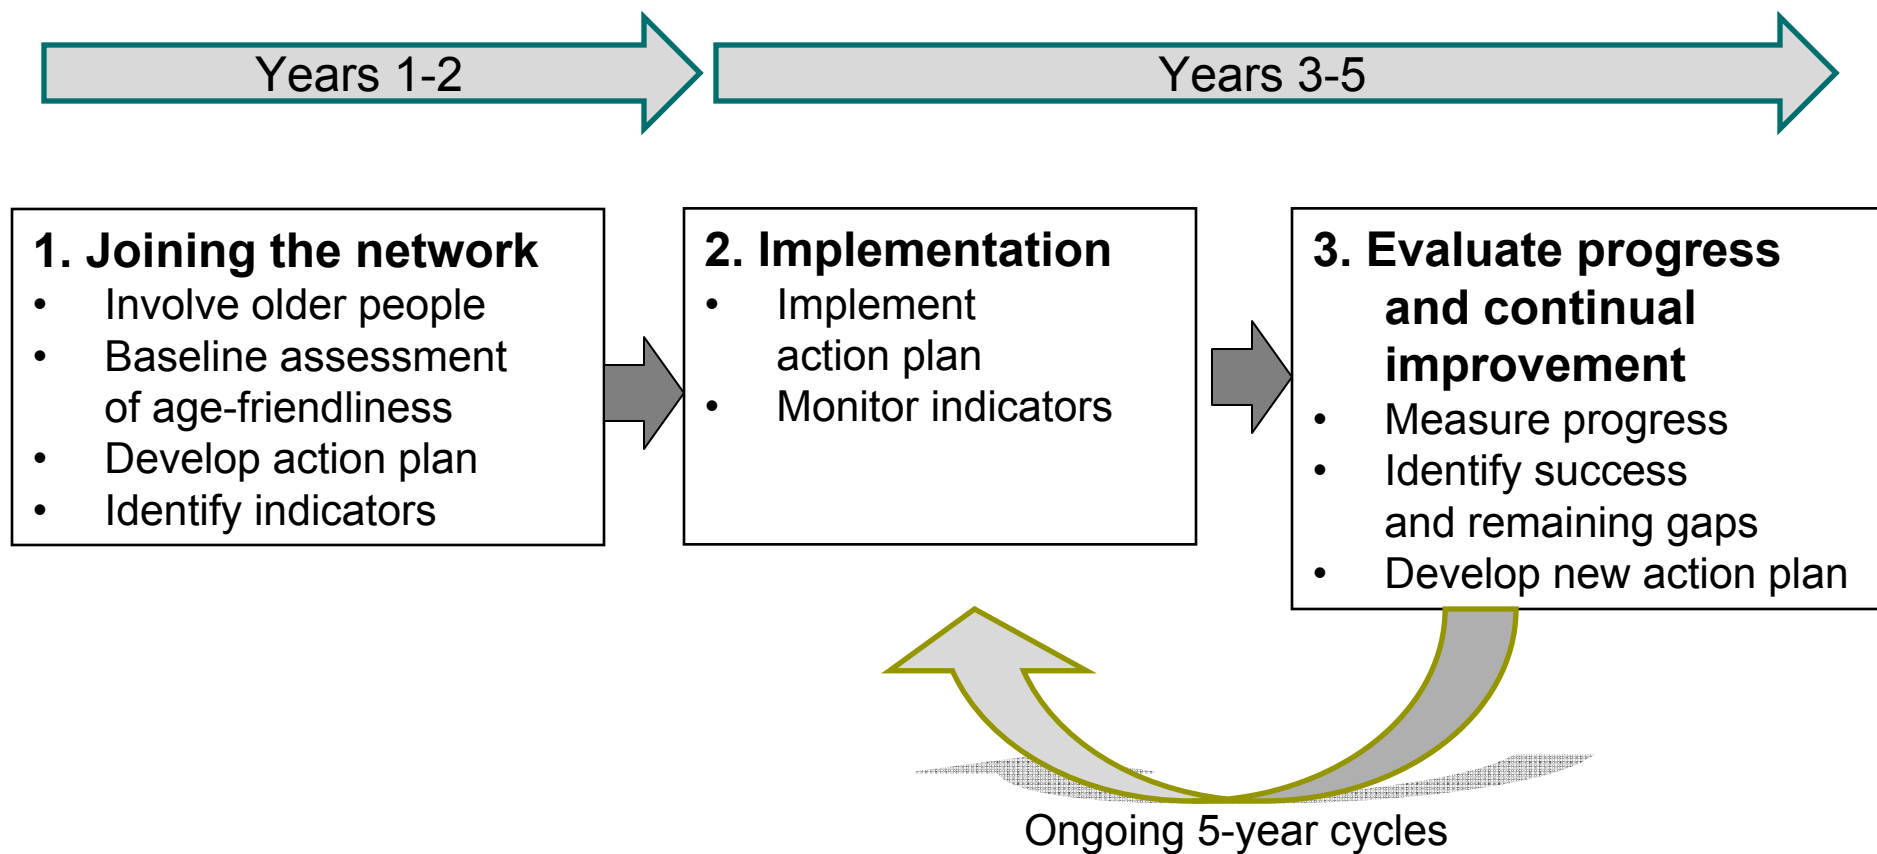 Years 1-2
Years 3-5
1. Joining the network
• Involve older people
• Baseline assessment
of age-friendliness
• Develop action plan
• Identify indicators
2. Implementation
• Implement
action plan
• Monitor indicators
3. Evaluate progress
and continual
improvement
• Measure progress
• Identify success
and remaining gaps
• Develop new action plan
Ongoing 5-year cycles